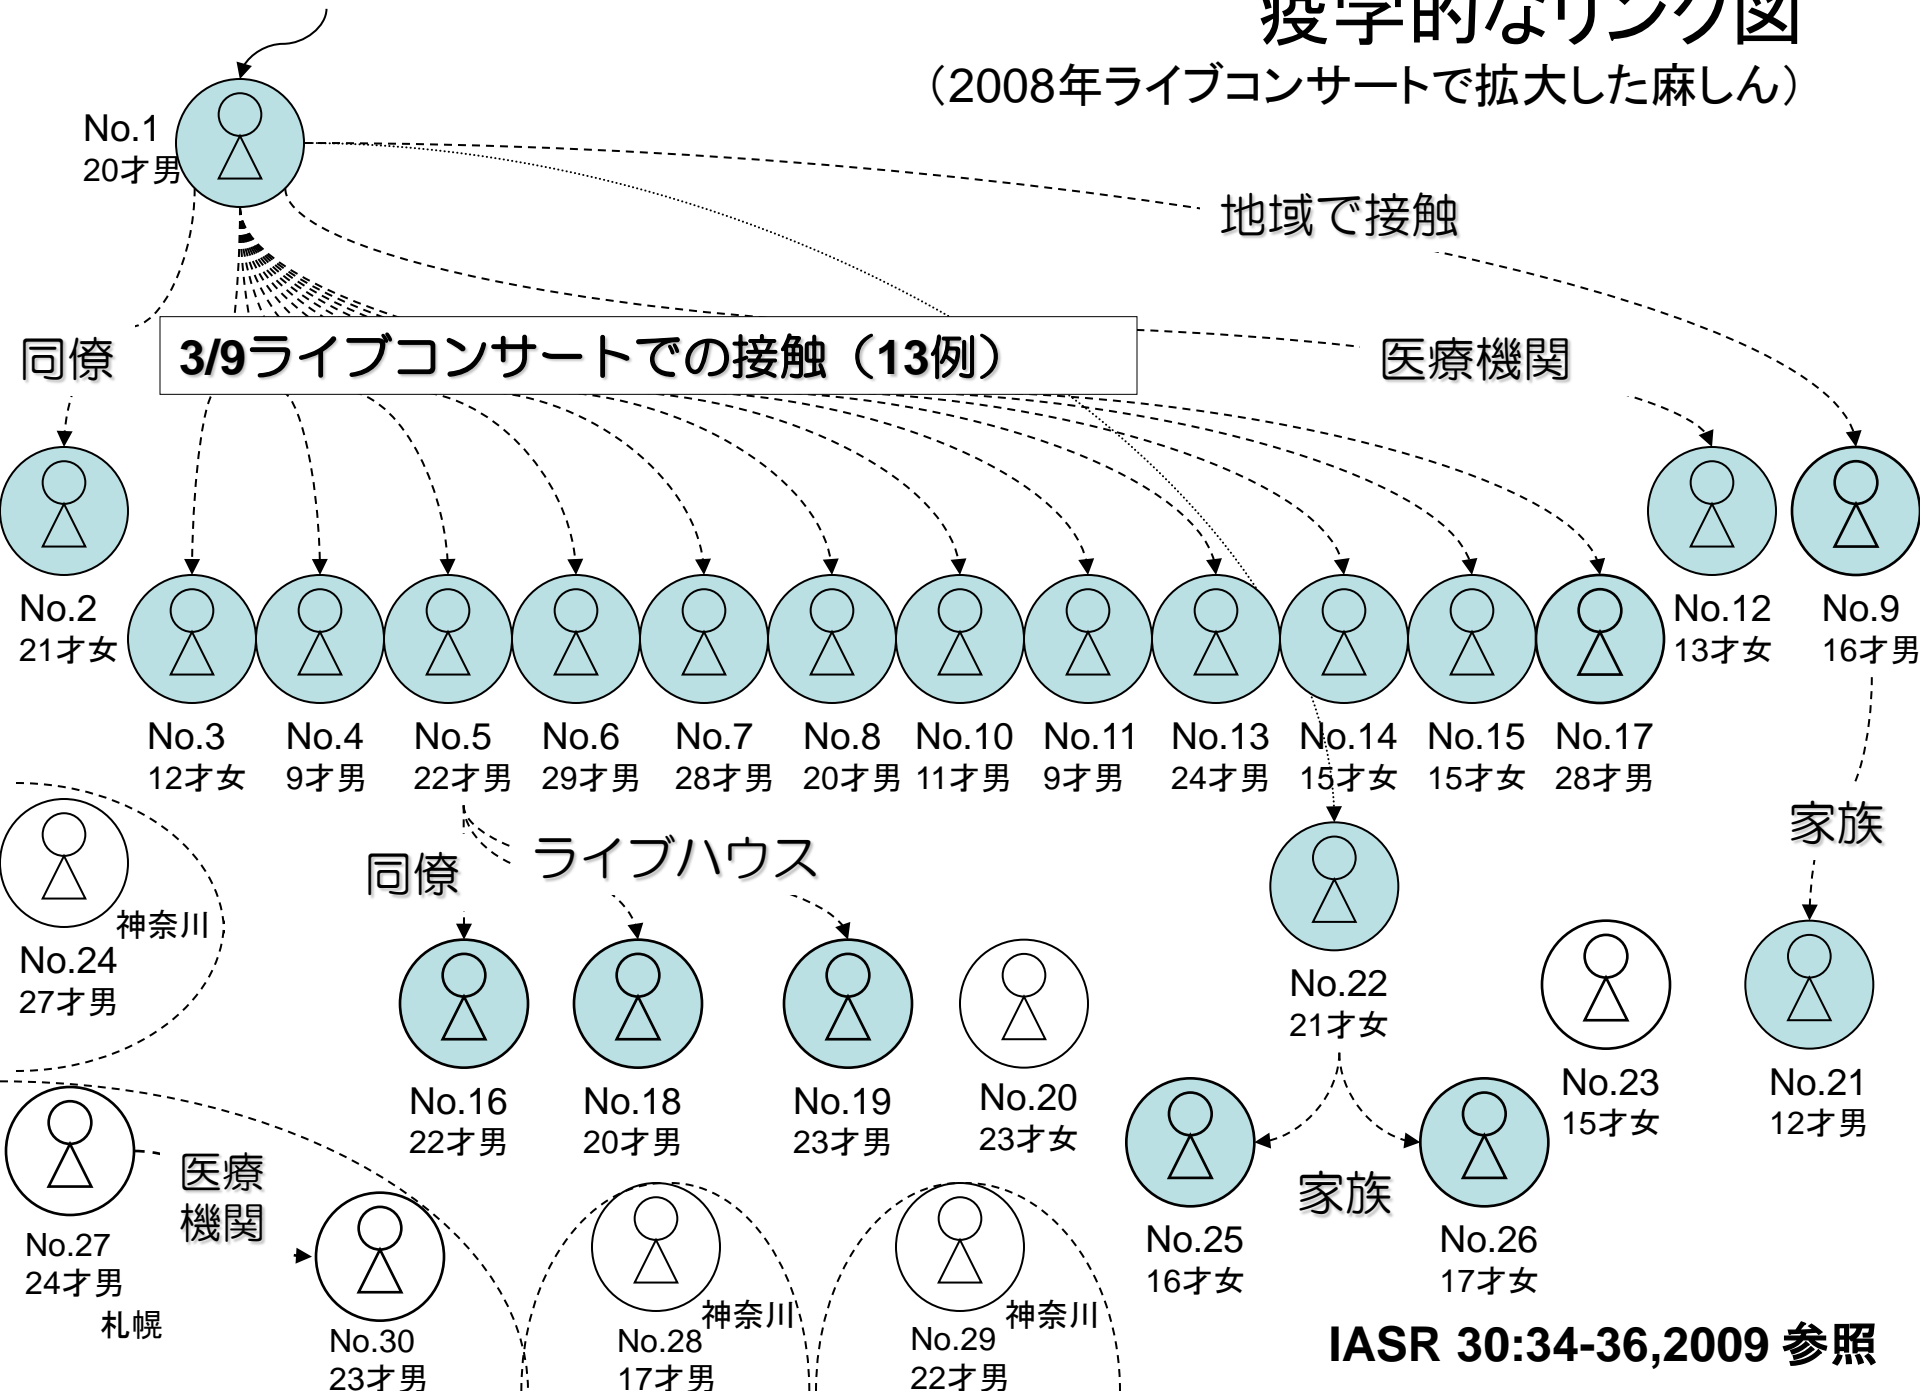 疫学的なリンク図
（2008年ライブコンサートで拡大した麻しん）
No.1
20才男
地域で接触
同僚
3/9ライブコンサートでの接触（13例）
医療機関
No.2
21才女
No.12
13才女
No.9
16才男
No.3
12才女
No.4
9才男
No.5
22才男
No.6
29才男
No.7
28才男
No.8
20才男
No.10
11才男
No.11
9才男
No.13
24才男
No.14
15才女
No.15
15才女
No.17
28才男
家族
同僚
ライブハウス
神奈川
No.24
27才男
No.16
22才男
No.18
20才男
No.19
23才男
No.20
23才女
No.22
21才女
No.23
15才女
No.21
12才男
医療
機関
家族
No.27
24才男
札幌
No.30
23才男
神奈川
No.28
17才男
神奈川
No.29
22才男
No.25
16才女
No.26
17才女
IASR 30:34-36,2009 参照